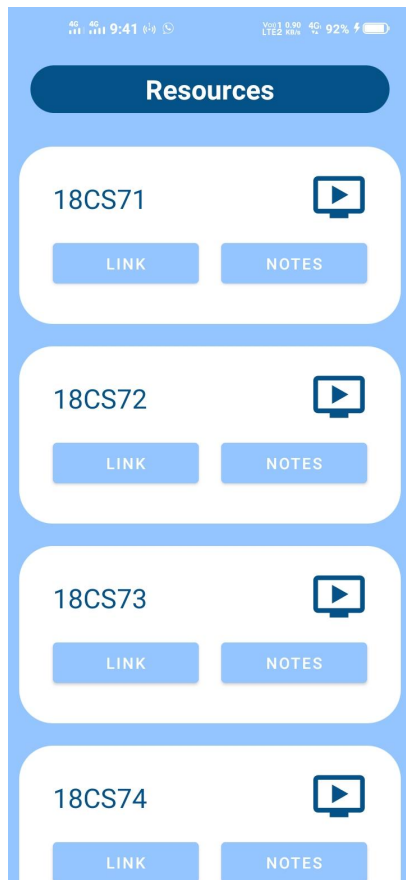 4G 4G 9:41 Vo)) 1 LTE2 0.90 KB/s 4G 92%
Resources
18CS71
LINK NOTES
18CS72
LINK NOTES
18CS73
LINK NOTES
18CS74
LINK NOTES